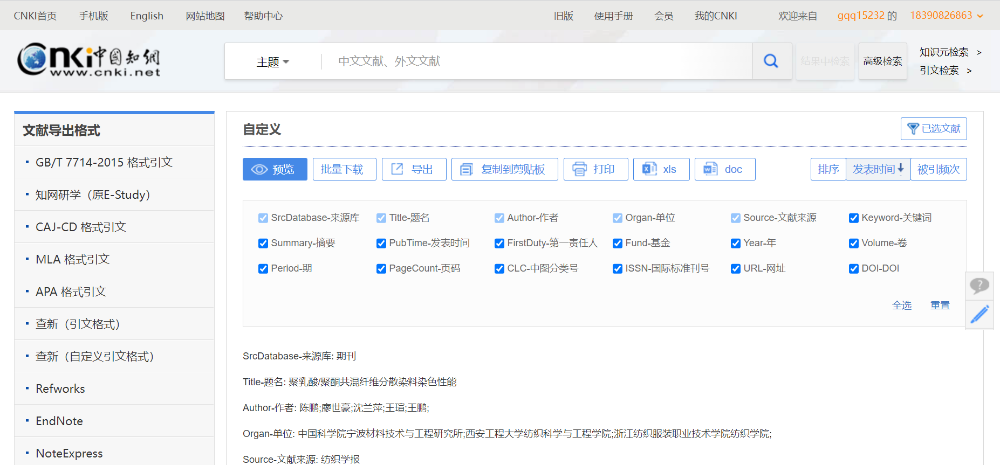 CNKI首页 手机版 English 网站地图 帮助中心 旧版 使用手册 会员 我的CNKI 欢迎来自 gqq15232 的 18390826863
Cnki中国知网
www.cnki.net
主题 中文文献、外文文献 结果中检索 高级检索
知识元检索 >
引文检索 >
文献导出格式
GB/T 7714-2015 格式引文
知网研学（原E-Study）
CAJ-CD 格式引文
MLA 格式引文
APA 格式引文
查新（引文格式）
查新（自定义引文格式）
Refworks
EndNote
NoteExpress
自定义 已选文献
预览 批量下载 导出 复制到剪贴板 打印 xls doc 排序 发表时间 被引频次
SrcDatabase-来源库 Title-题名 Author-作者 Organ-单位 Source-文献来源 Keyword-关键词
Summary-摘要 PubTime-发表时间 FirstDuty-第一责任人 Fund-基金 Year-年 Volume-卷
Period-期 PageCount-页码 CLC-中图分类号 ISSN-国际标准刊号 URL-网址 DOI-DOI
全选 重置
SrcDatabase-来源库: 期刊
Title-题名: 聚乳酸/聚酮共混纤维分散染料染色性能
Author-作者: 陈鹏;廖世豪;沈兰萍;王瑄;王鹏;
Organ-单位: 中国科学院宁波材料技术与工程研究所;西安工程大学纺织科学与工程学院;浙江纺织服装职业技术学院纺织学院;
Source-文献来源: 纺织学报